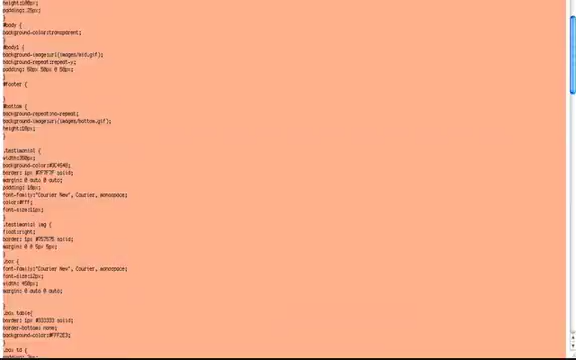 height:100px;
padding: 25px;
}
#body {
background-color:transparent;
}
#body1 {
background-image:url(images/mid.gif);
background-repeat:repeat-y;
padding: 50px 50px 0 50px;
}
#footer {
}
#bottom {
background-repeat:no-repeat;
background-image:url(images/bottom.gif);
}
.testimonial {
width:350px;
border: 1px #7F7F7F solid;
margin: 0 auto 0 auto;
padding: 10px;
font-family:"Courier New", Courier, monospace;
color:#fff;
font-size:11px;
}
.testimonial img {
float:right;
border: 1px #757575 solid;
margin: 0 0 5px 5px;
}
.box {
font-family:"Courier New", Courier, monospace;
font-size:12px;
width: 450px;
margin: 0 auto 0 auto;
}
.box table{
border: 1px #333333 solid;
border-bottom: none;
}
.box td {